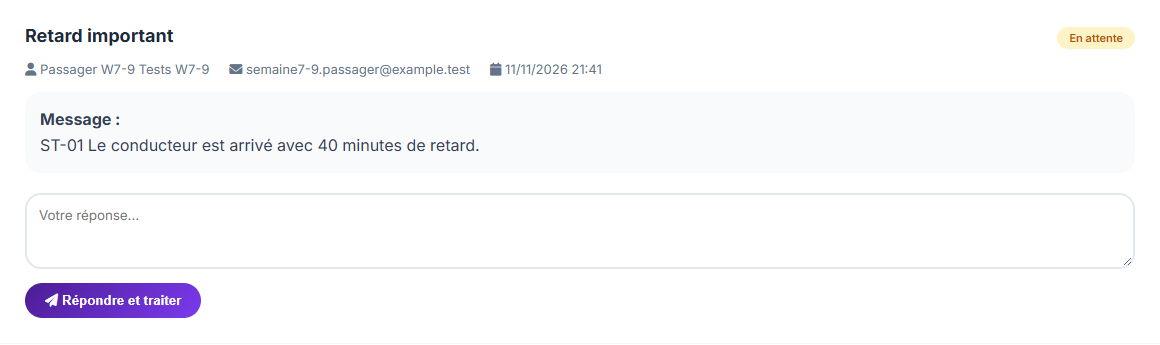 Retard important
En attente
Passager W7-9 Tests W7-9 semaine7-9.passager@example.test 11/11/2026 21:41
Message :
ST-01 Le conducteur est arrivé avec 40 minutes de retard.
Votre réponse...
Répondre et traiter